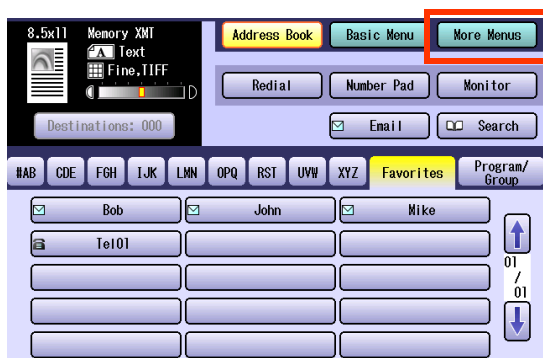 8.5x11 Memory XMT
A Text
Fine,TIFF
D
Destinations: 000
Address Book Basic Menu More Menus
Redial Number Pad Monitor
Email Search
#AB CDE FGH IJK LMN OPQ RST UVW XYZ Favorites Program/
Group
Bob John Mike
Tel01
01
/
01